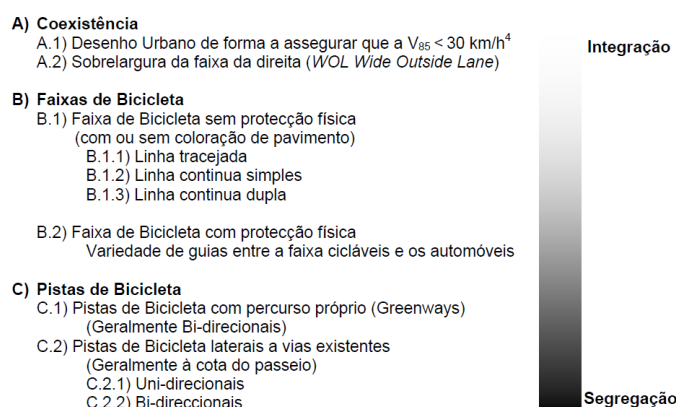 A) Coexistência
A.1) Desenho Urbano de forma a assegurar que a V85 < 30 km/h4
A.2) Sobrelargura da faixa da direita (WOL Wide Outside Lane)
Integração
B) Faixas de Bicicleta
B.1) Faixa de Bicicleta sem protecção física
(com ou sem coloração de pavimento)
B.1.1) Linha tracejada
B.1.2) Linha continua simples
B.1.3) Linha continua dupla
B.2) Faixa de Bicicleta com protecção física
Variedade de guias entre a faixa cicláveis e os automóveis
C) Pistas de Bicicleta
C.1) Pistas de Bicicleta com percurso próprio (Greenways)
(Geralmente Bi-direcionais)
C.2) Pistas de Bicicleta laterais a vias existentes
(Geralmente à cota do passeio)
C.2.1) Uni-direcionais
C.2.2) Bi-direccionais
Segregação